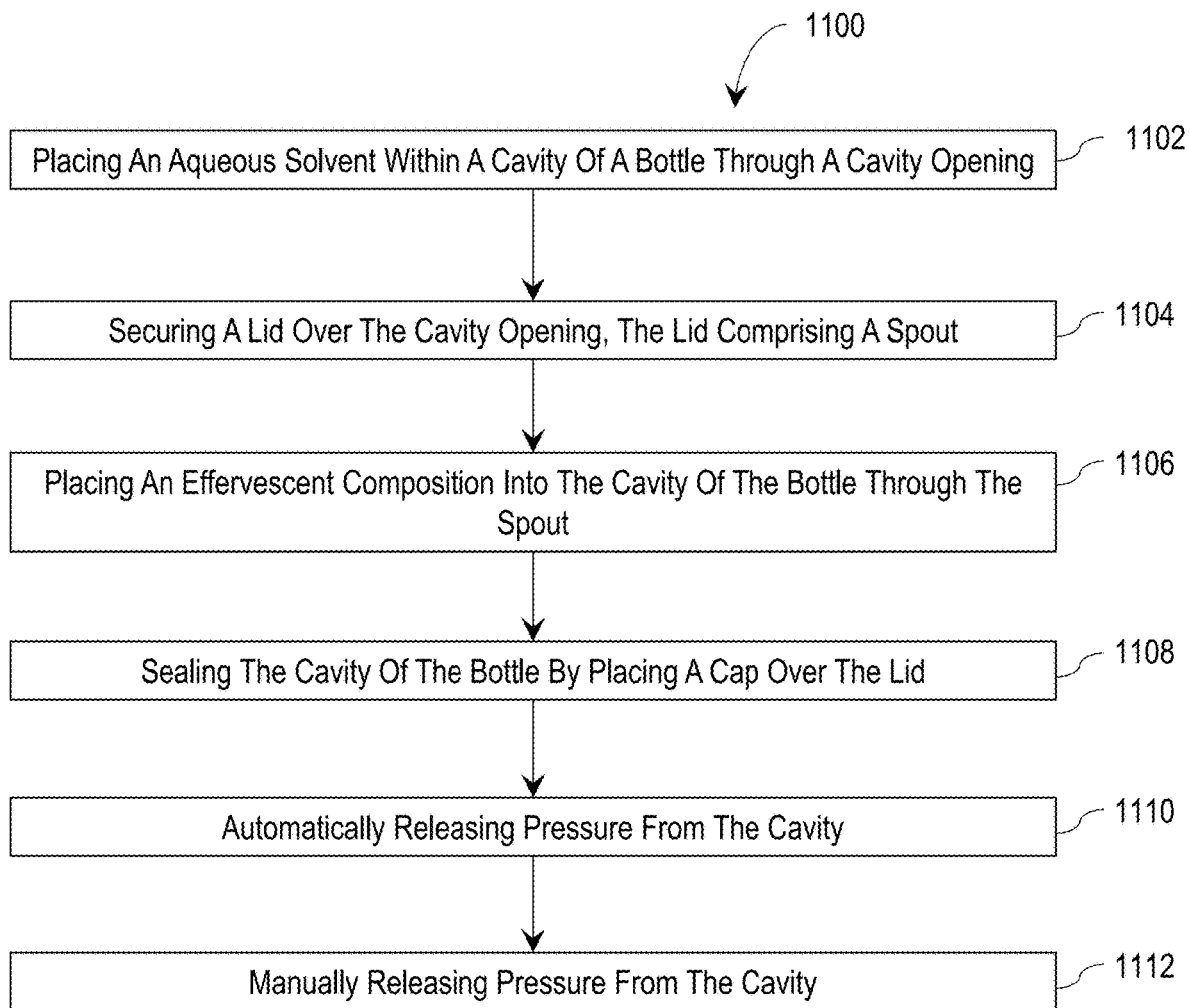 1100
Placing An Aqueous Solvent Within A Cavity Of A Bottle Through A Cavity Opening
1102
Securing A Lid Over The Cavity Opening, The Lid Comprising A Spout
1104
Placing An Effervescent Composition Into The Cavity Of The Bottle Through The
Spout
1106
Sealing The Cavity Of The Bottle By Placing A Cap Over The Lid
1108
Automatically Releasing Pressure From The Cavity
1110
Manually Releasing Pressure From The Cavity
1112